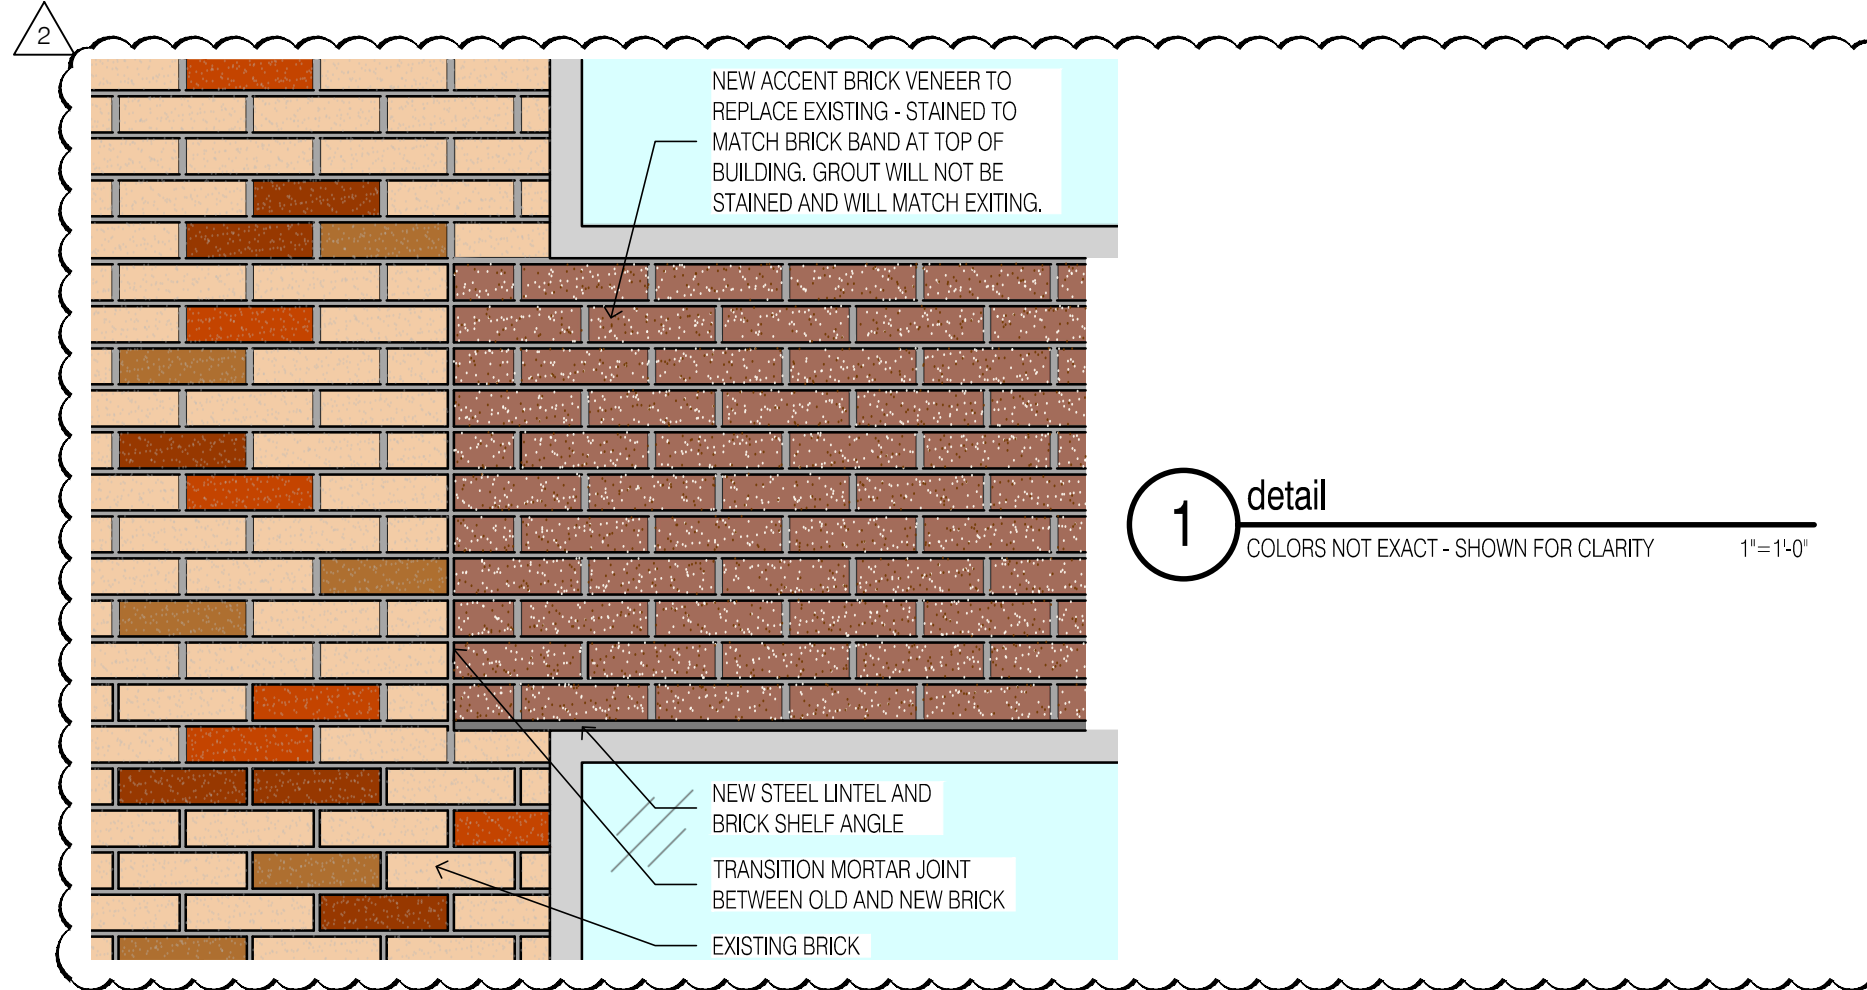 2
NEW ACCENT BRICK VENEER TO
REPLACE EXISTING - STAINED TO
MATCH BRICK BAND AT TOP OF
BUILDING. GROUT WILL NOT BE
STAINED AND WILL MATCH EXITING.
1
detail
COLORS NOT EXACT - SHOWN FOR CLARITY
1"=1'-0"
NEW STEEL LINTEL AND
BRICK SHELF ANGLE
TRANSITION MORTAR JOINT
BETWEEN OLD AND NEW BRICK
EXISTING BRICK